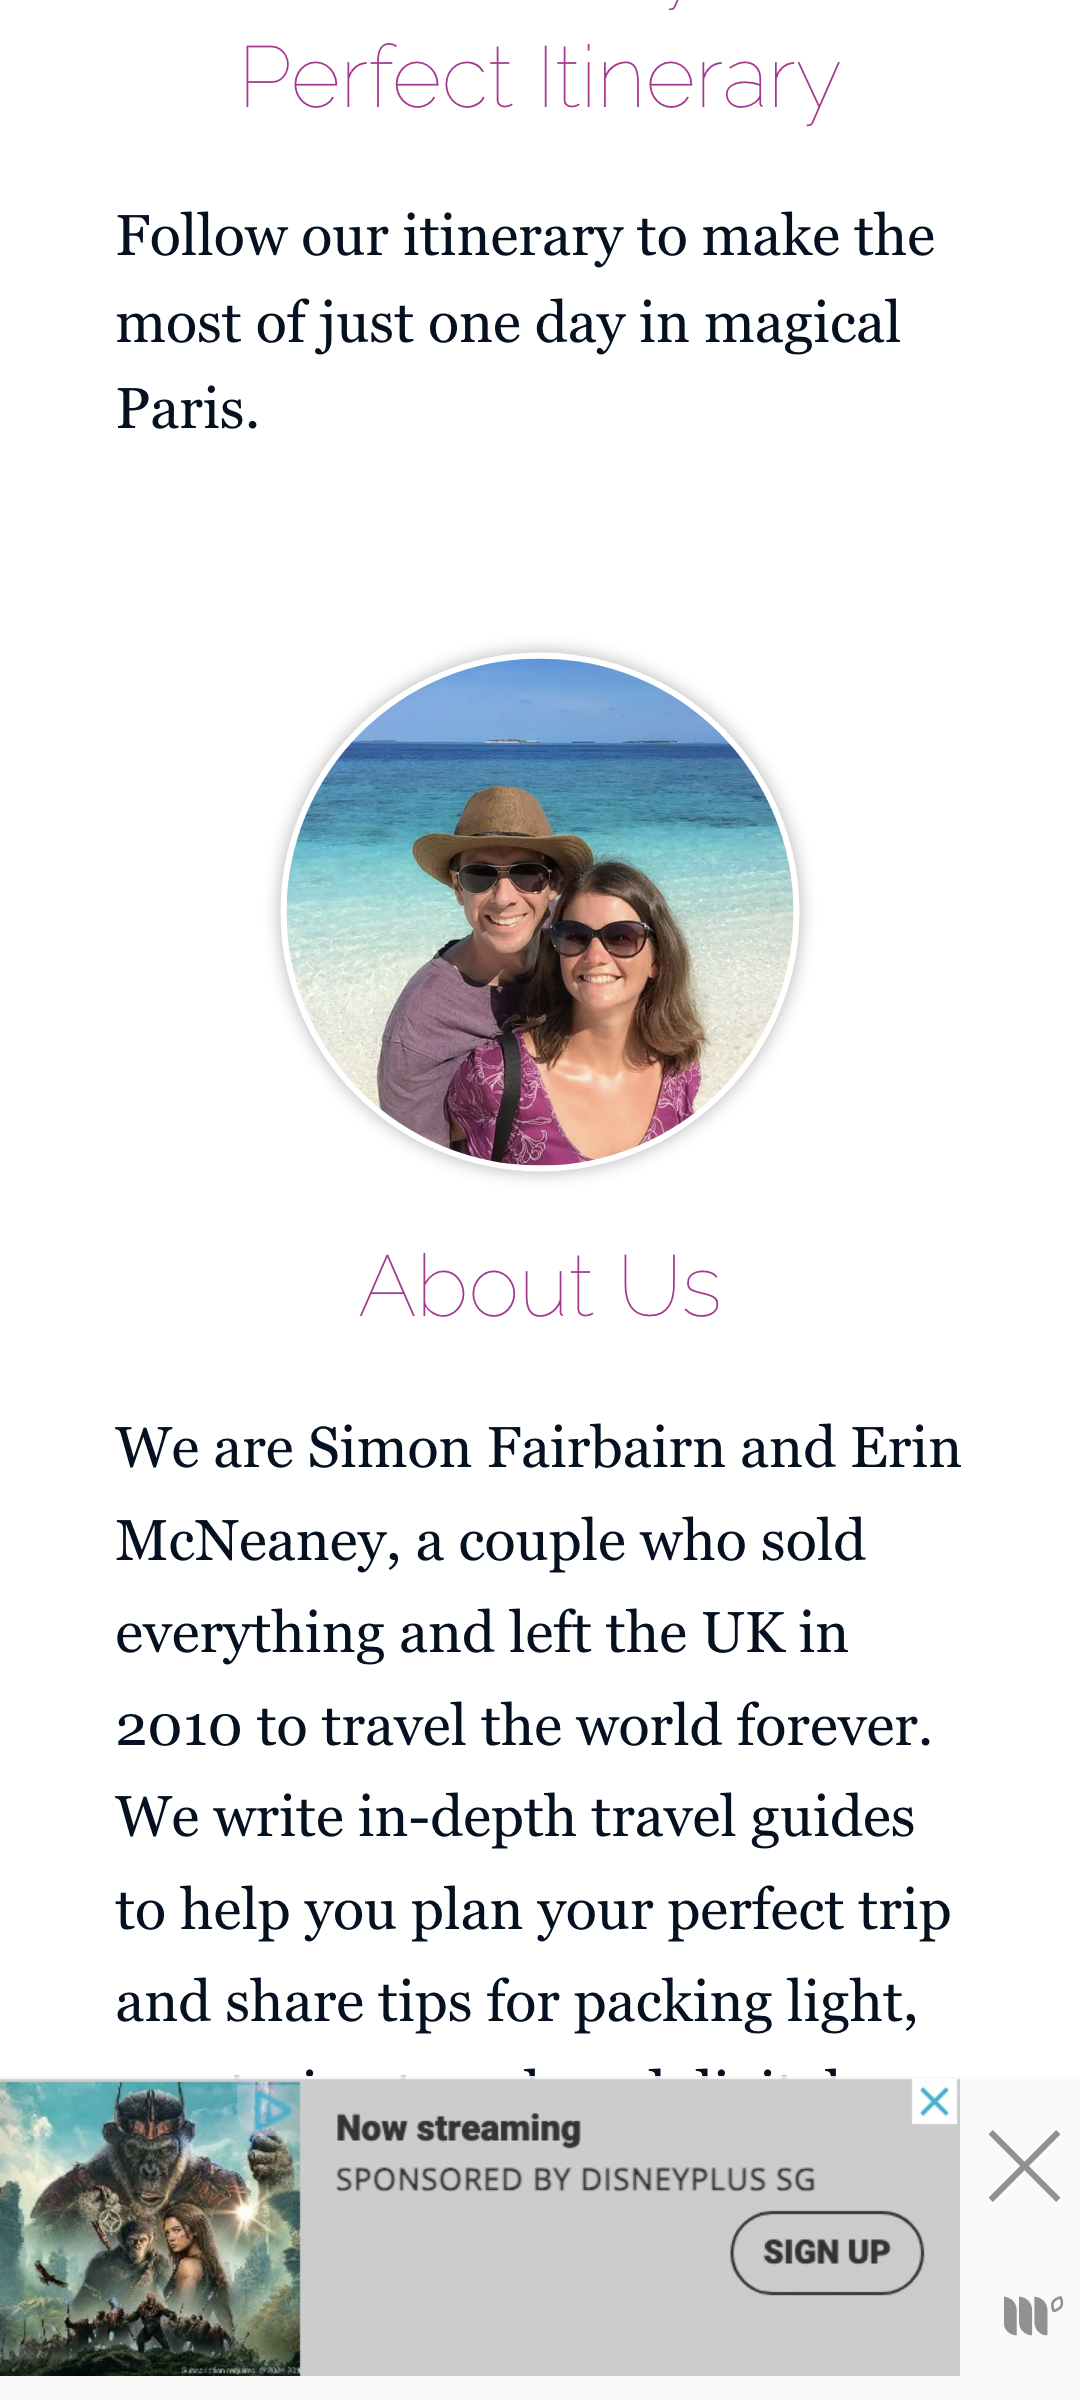 Perfect Itinerary
Follow our itinerary to make the
most of just one day in magical
Paris.
About Us
We are Simon Fairbairn and Erin
McNeaney, a couple who sold
everything and left the UK in
2010 to travel the world forever.
We write in-depth travel guides
to help you plan your perfect trip
and share tips for packing light,
Now streaming
SPONSORED BY DISNEYPLUS SG
SIGN UP